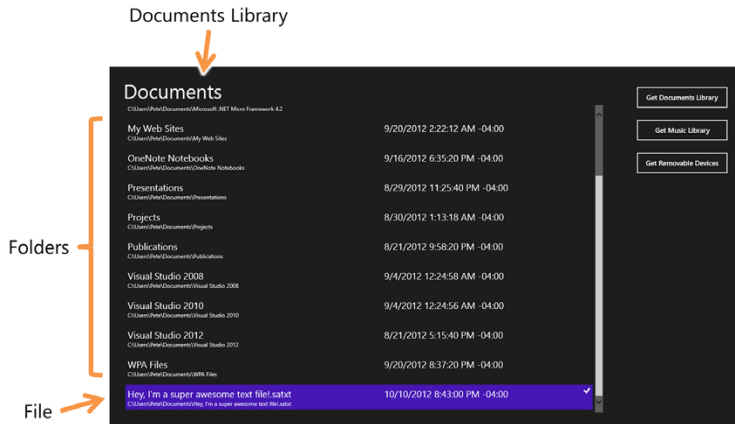 Documents Library
Documents
C:\Users\Pete\Documents\Microsoft .NET Micro Framework 4.2
Get Documents Library
My Web Sites
9/20/2012 2:22:12 AM -04:00
C:\Users\Pete\Documents\My Web Sites
Get Music Library
OneNote Notebooks
9/16/2012 6:35:20 PM -04:00
C:\Users\Pete\Documents\OneNote Notebooks
Get Removable Devices
Presentations
8/29/2012 11:25:40 PM -04:00
C:\Users\Pete\Documents\Presentations
Projects
8/30/2012 1:13:18 AM -04:00
C:\Users\Pete\Documents\Projects
Folders
Publications
8/21/2012 9:58:20 PM -04:00
C:\Users\Pete\Documents\Publications
Visual Studio 2008
9/4/2012 12:24:58 AM -04:00
C:\Users\Pete\Documents\Visual Studio 2008
Visual Studio 2010
9/4/2012 12:24:56 AM -04:00
C:\Users\Pete\Documents\Visual Studio 2010
Visual Studio 2012
8/21/2012 5:15:40 PM -04:00
C:\Users\Pete\Documents\Visual Studio 2012
WPA Files
9/20/2012 8:37:20 PM -04:00
C:\Users\Pete\Documents\WPA Files
File
Hey, I'm a super awesome text file!.satxt
10/10/2012 8:43:00 PM -04:00
C:\Users\Pete\Documents\Hey, I'm a super awesome text file!.satxt